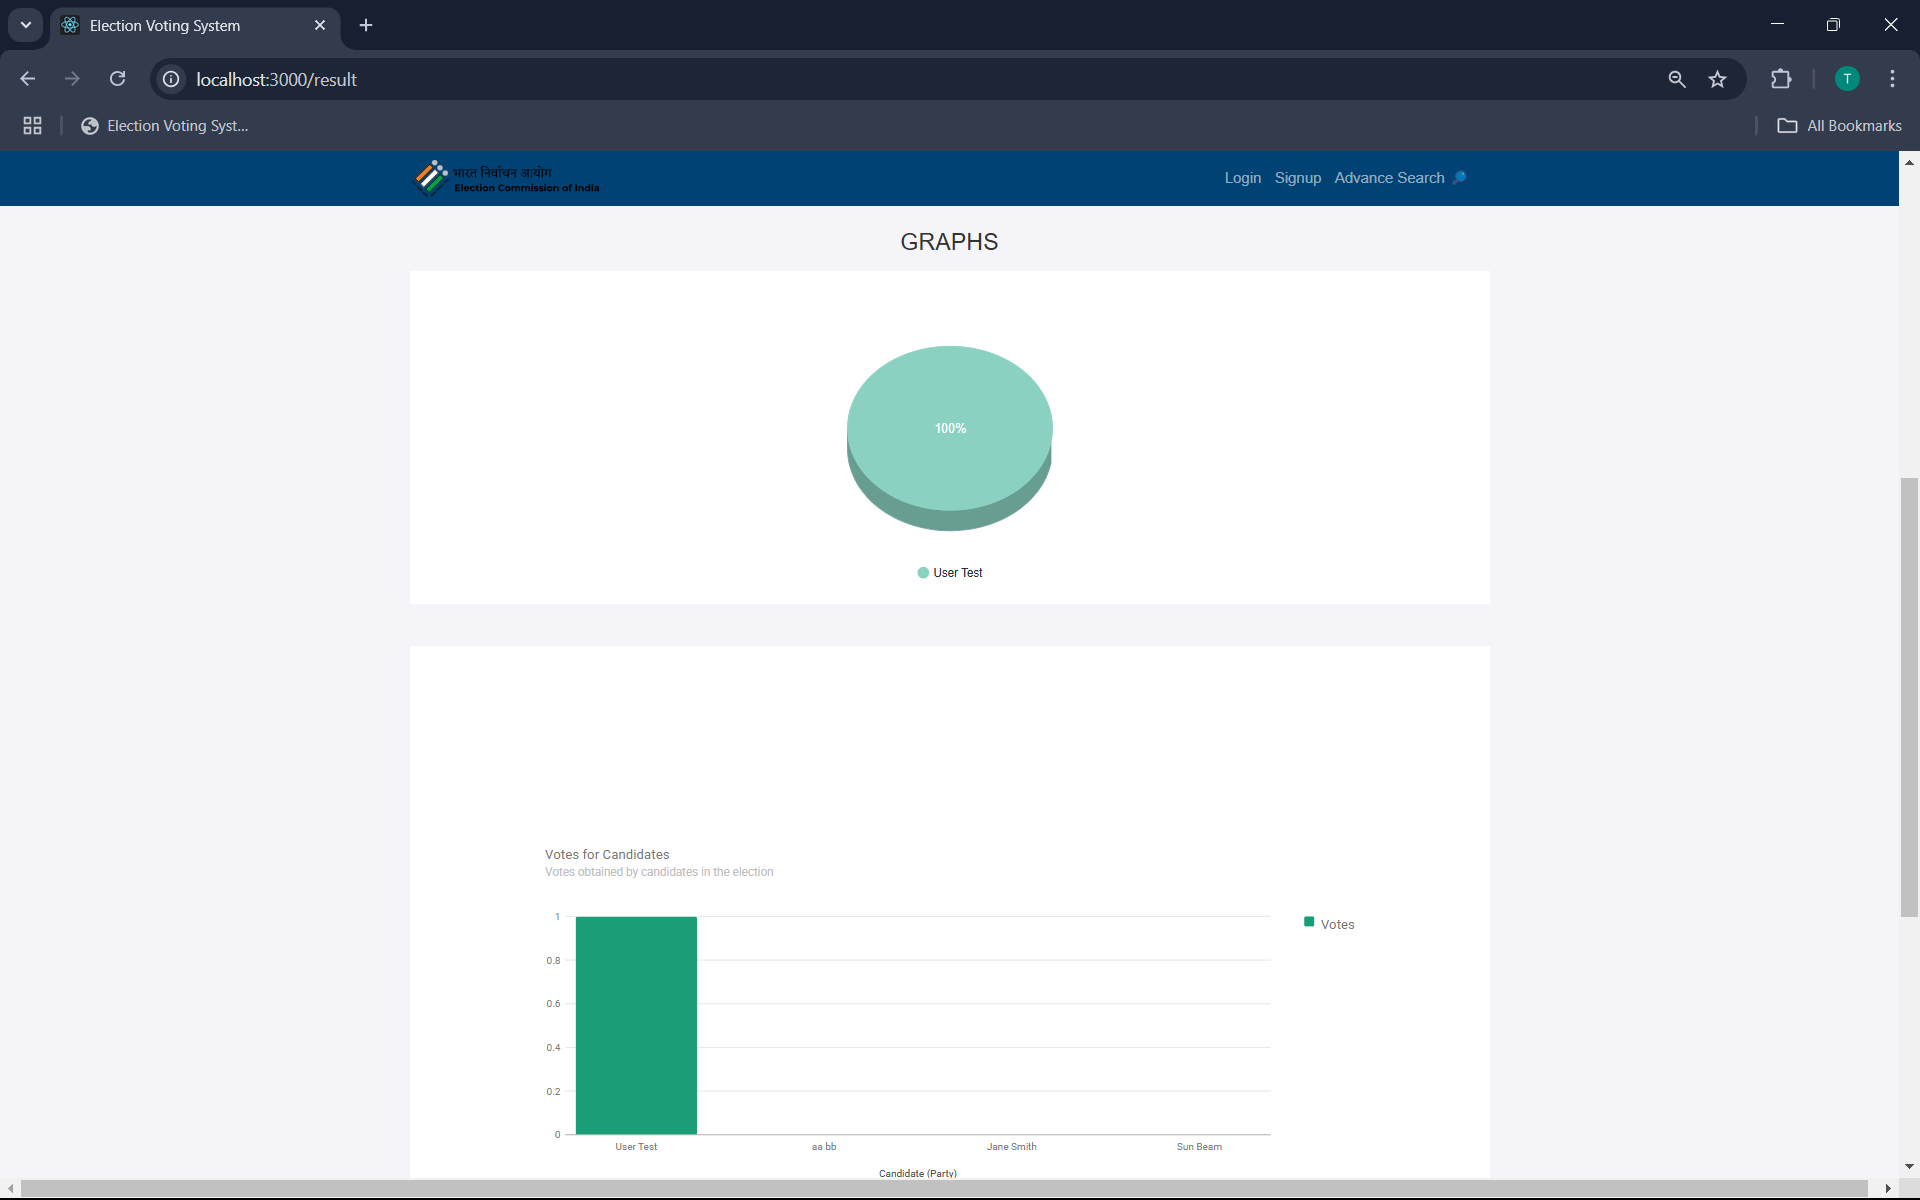 Election Voting System
localhost:3000/result
T
Election Voting Syst...
All Bookmarks
भारत निर्वाचन आयोग
Election Commission of India
Login Signup Advance Search
GRAPHS
100%
User Test
Votes for Candidates
Votes obtained by candidates in the election
1
0.8
0.6
0.4
0.2
0
Votes
User Test aa bb Jane Smith Sun Beam
Candidate (Party)